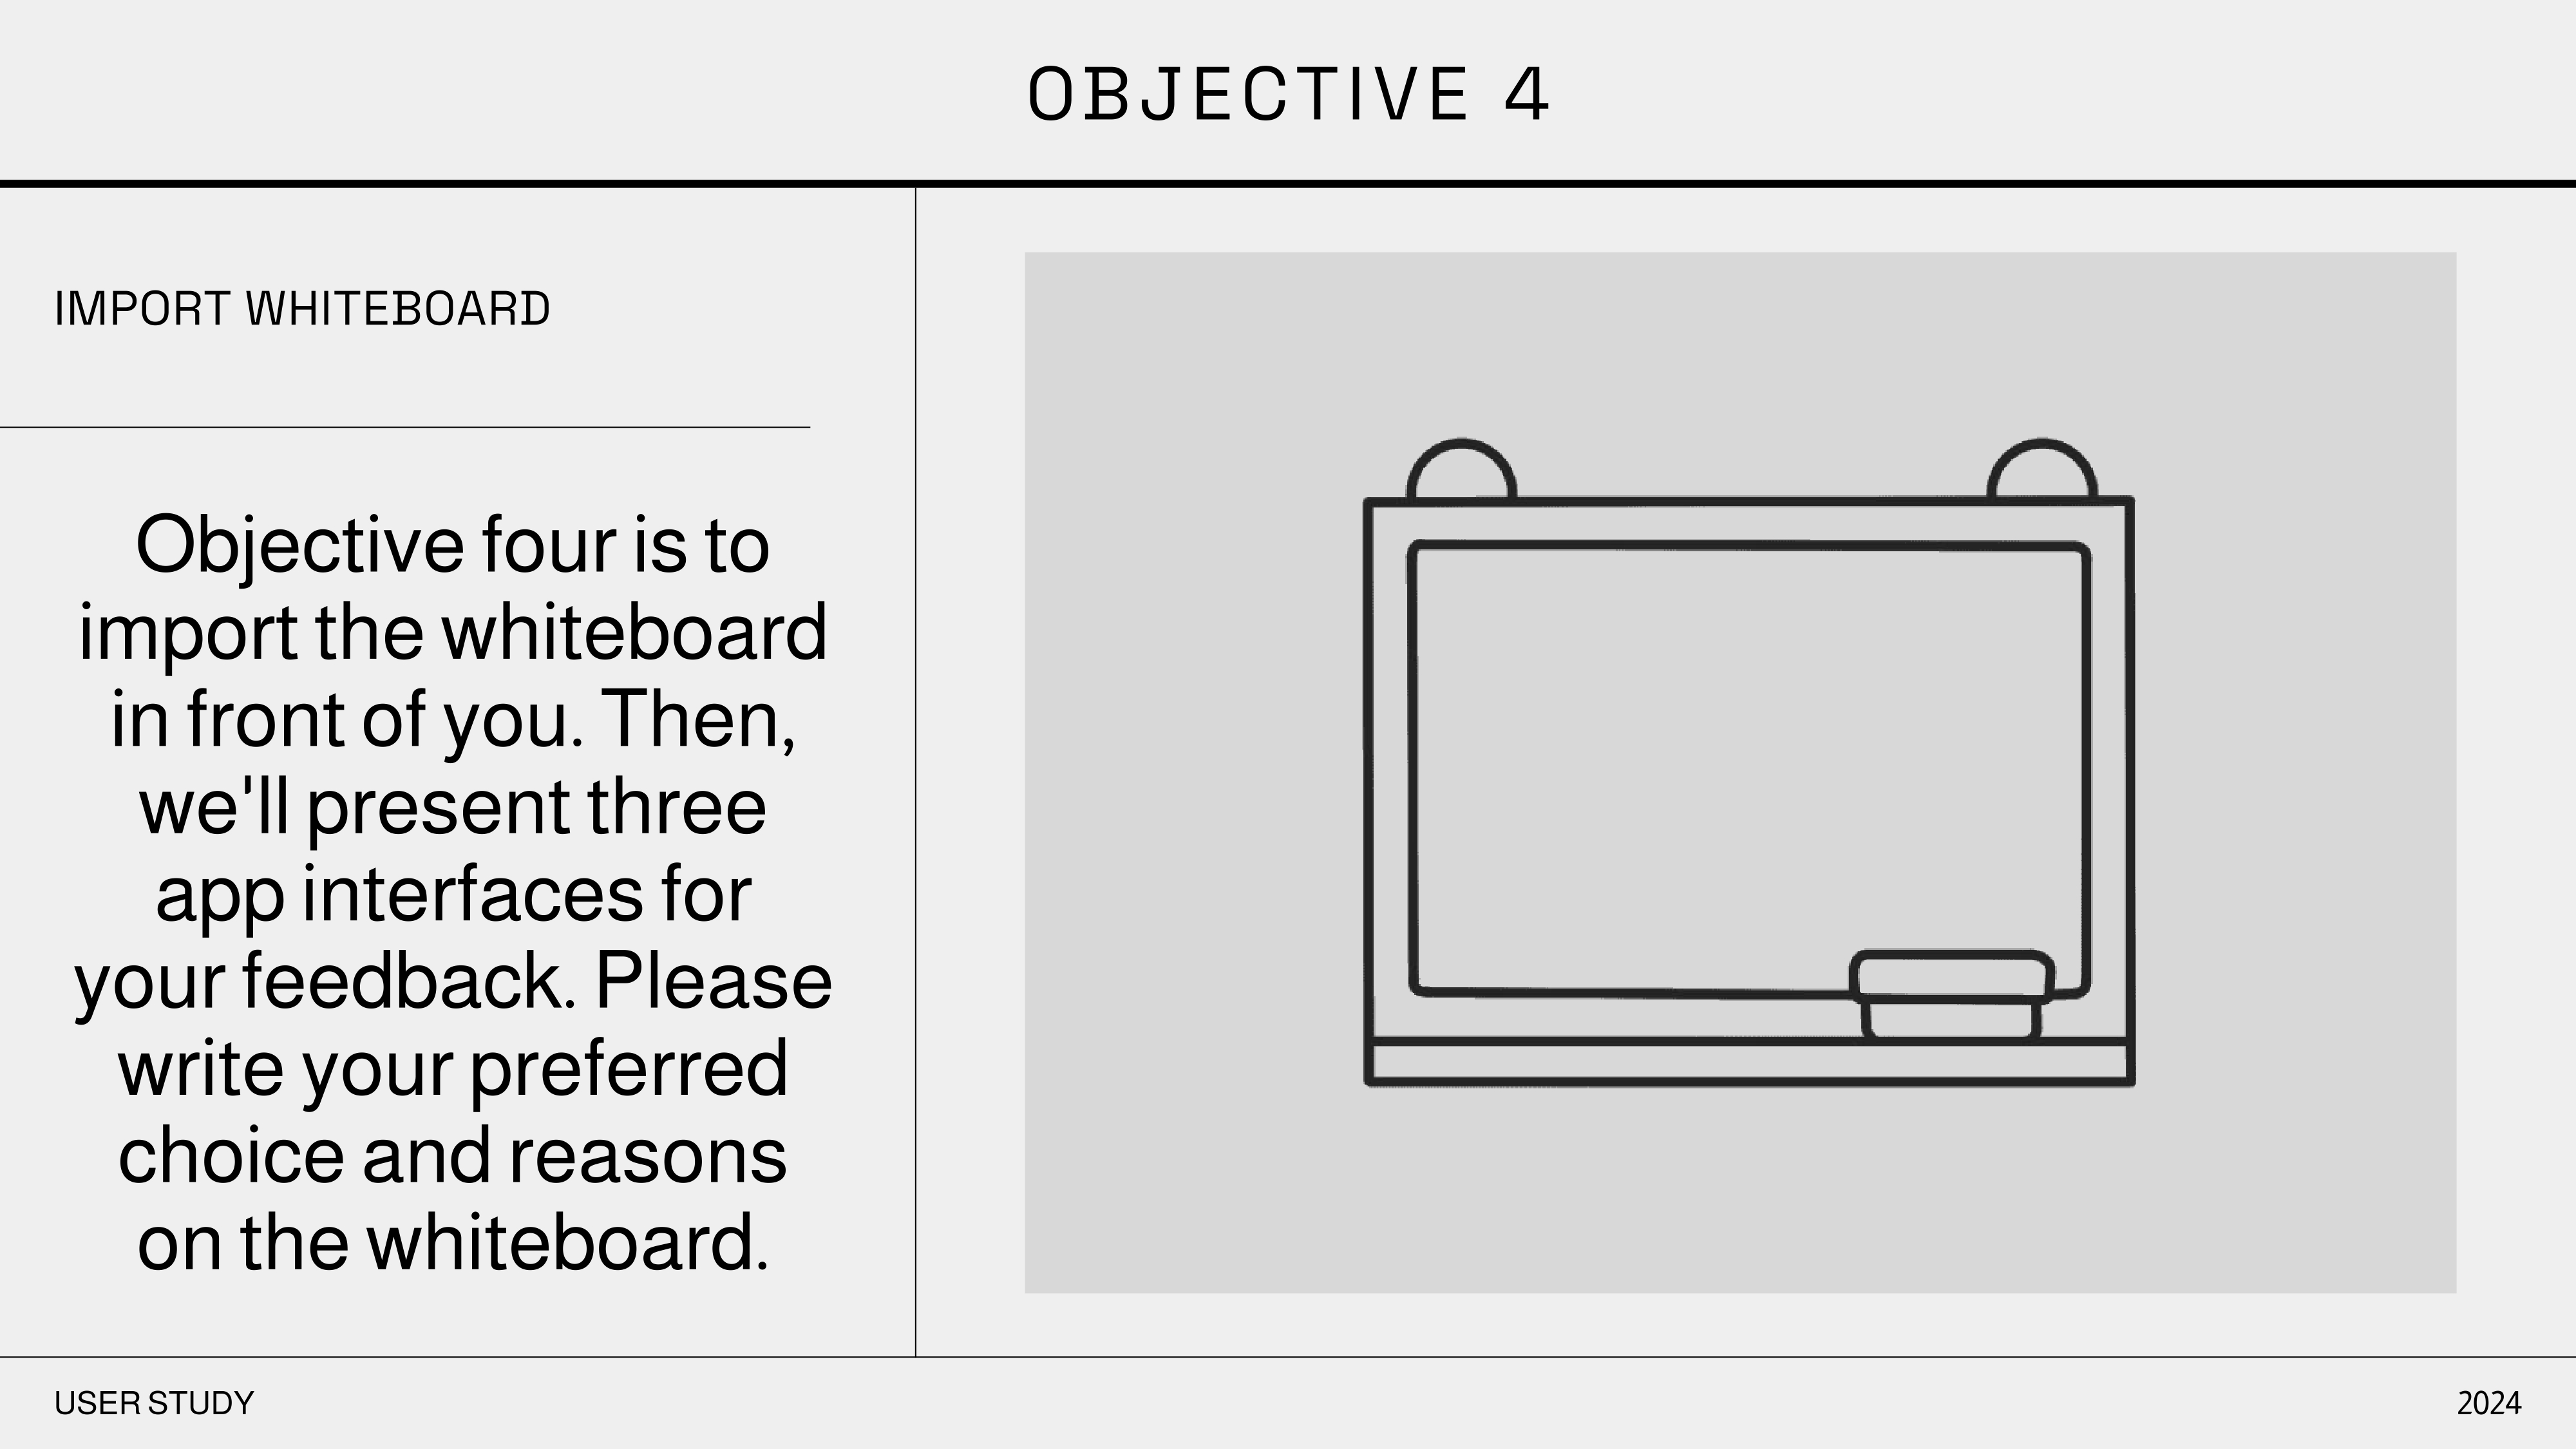 OBJECTIVE 4
IMPORT WHITEBOARD
Objective four is to
import the whiteboard
in front of you. Then,
we'll present three
app interfaces for
your feedback. Please
write your preferred
choice and reasons
on the whiteboard.
USER STUDY
2024